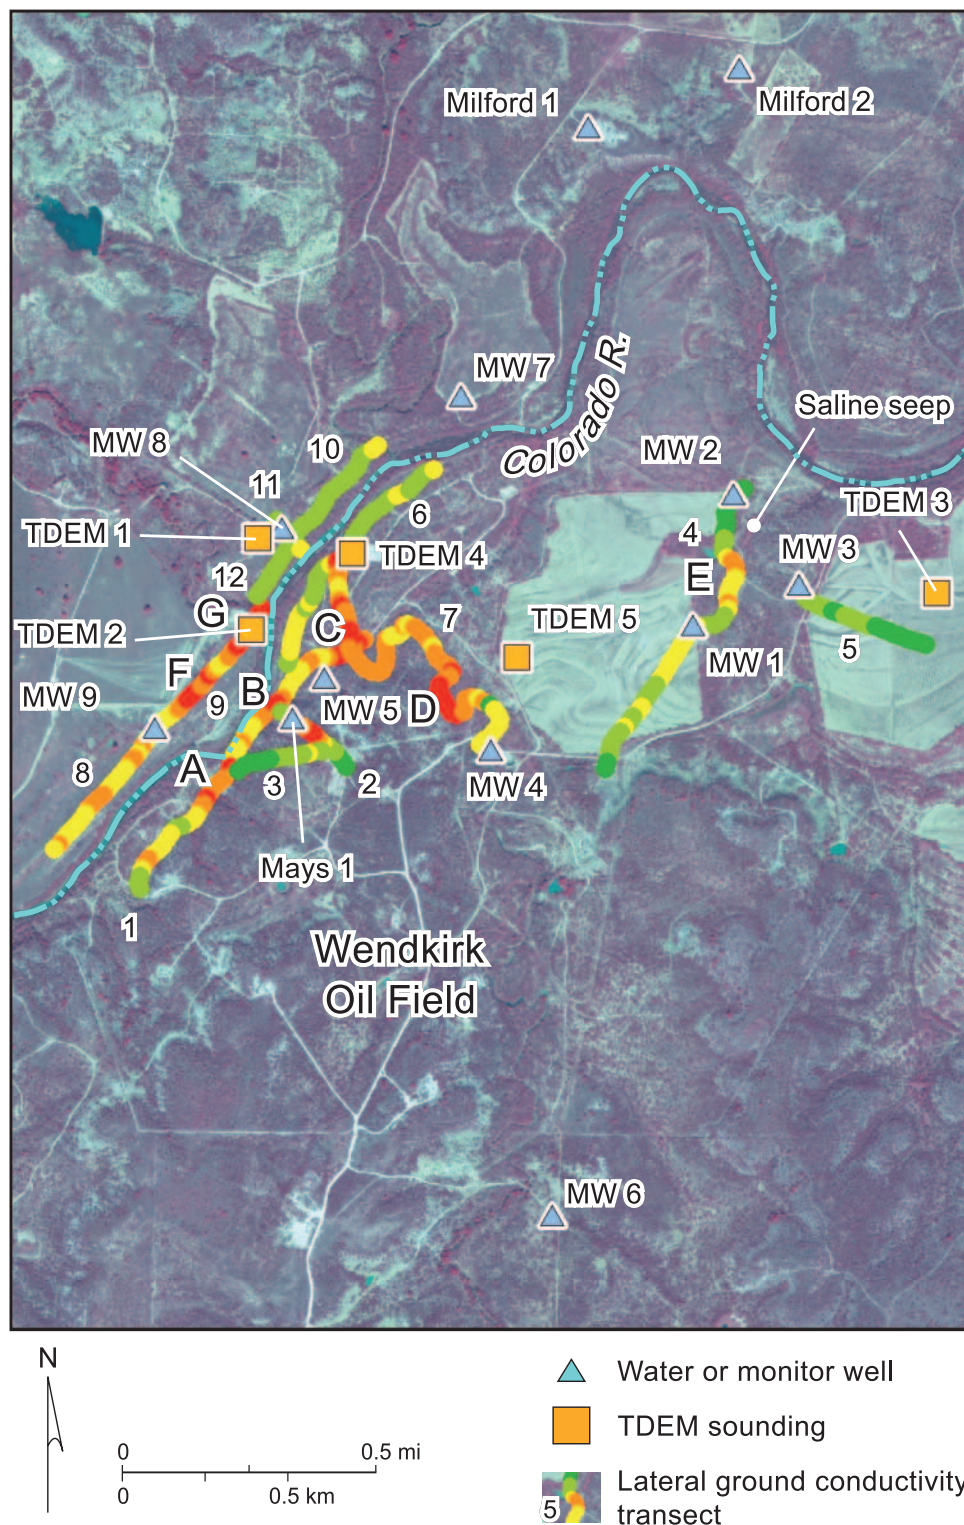 Milford 1
Milford 2
Colorado R.
MW 7
Saline seep
MW 8
10
MW 2
11
6
TDEM 3
TDEM 1
4
TDEM 4
MW 3
12
E
G
C
7
TDEM 5
TDEM 2
5
F
MW 1
B
MW 9
9
MW 5
D
A
8
3
2
MW 4
Mays 1
1
Wendkirk
Oil Field
MW 6
N
0
0.5 mi
0
0.5 km
Water or monitor well
TDEM sounding
5
Lateral ground conductivity
transect